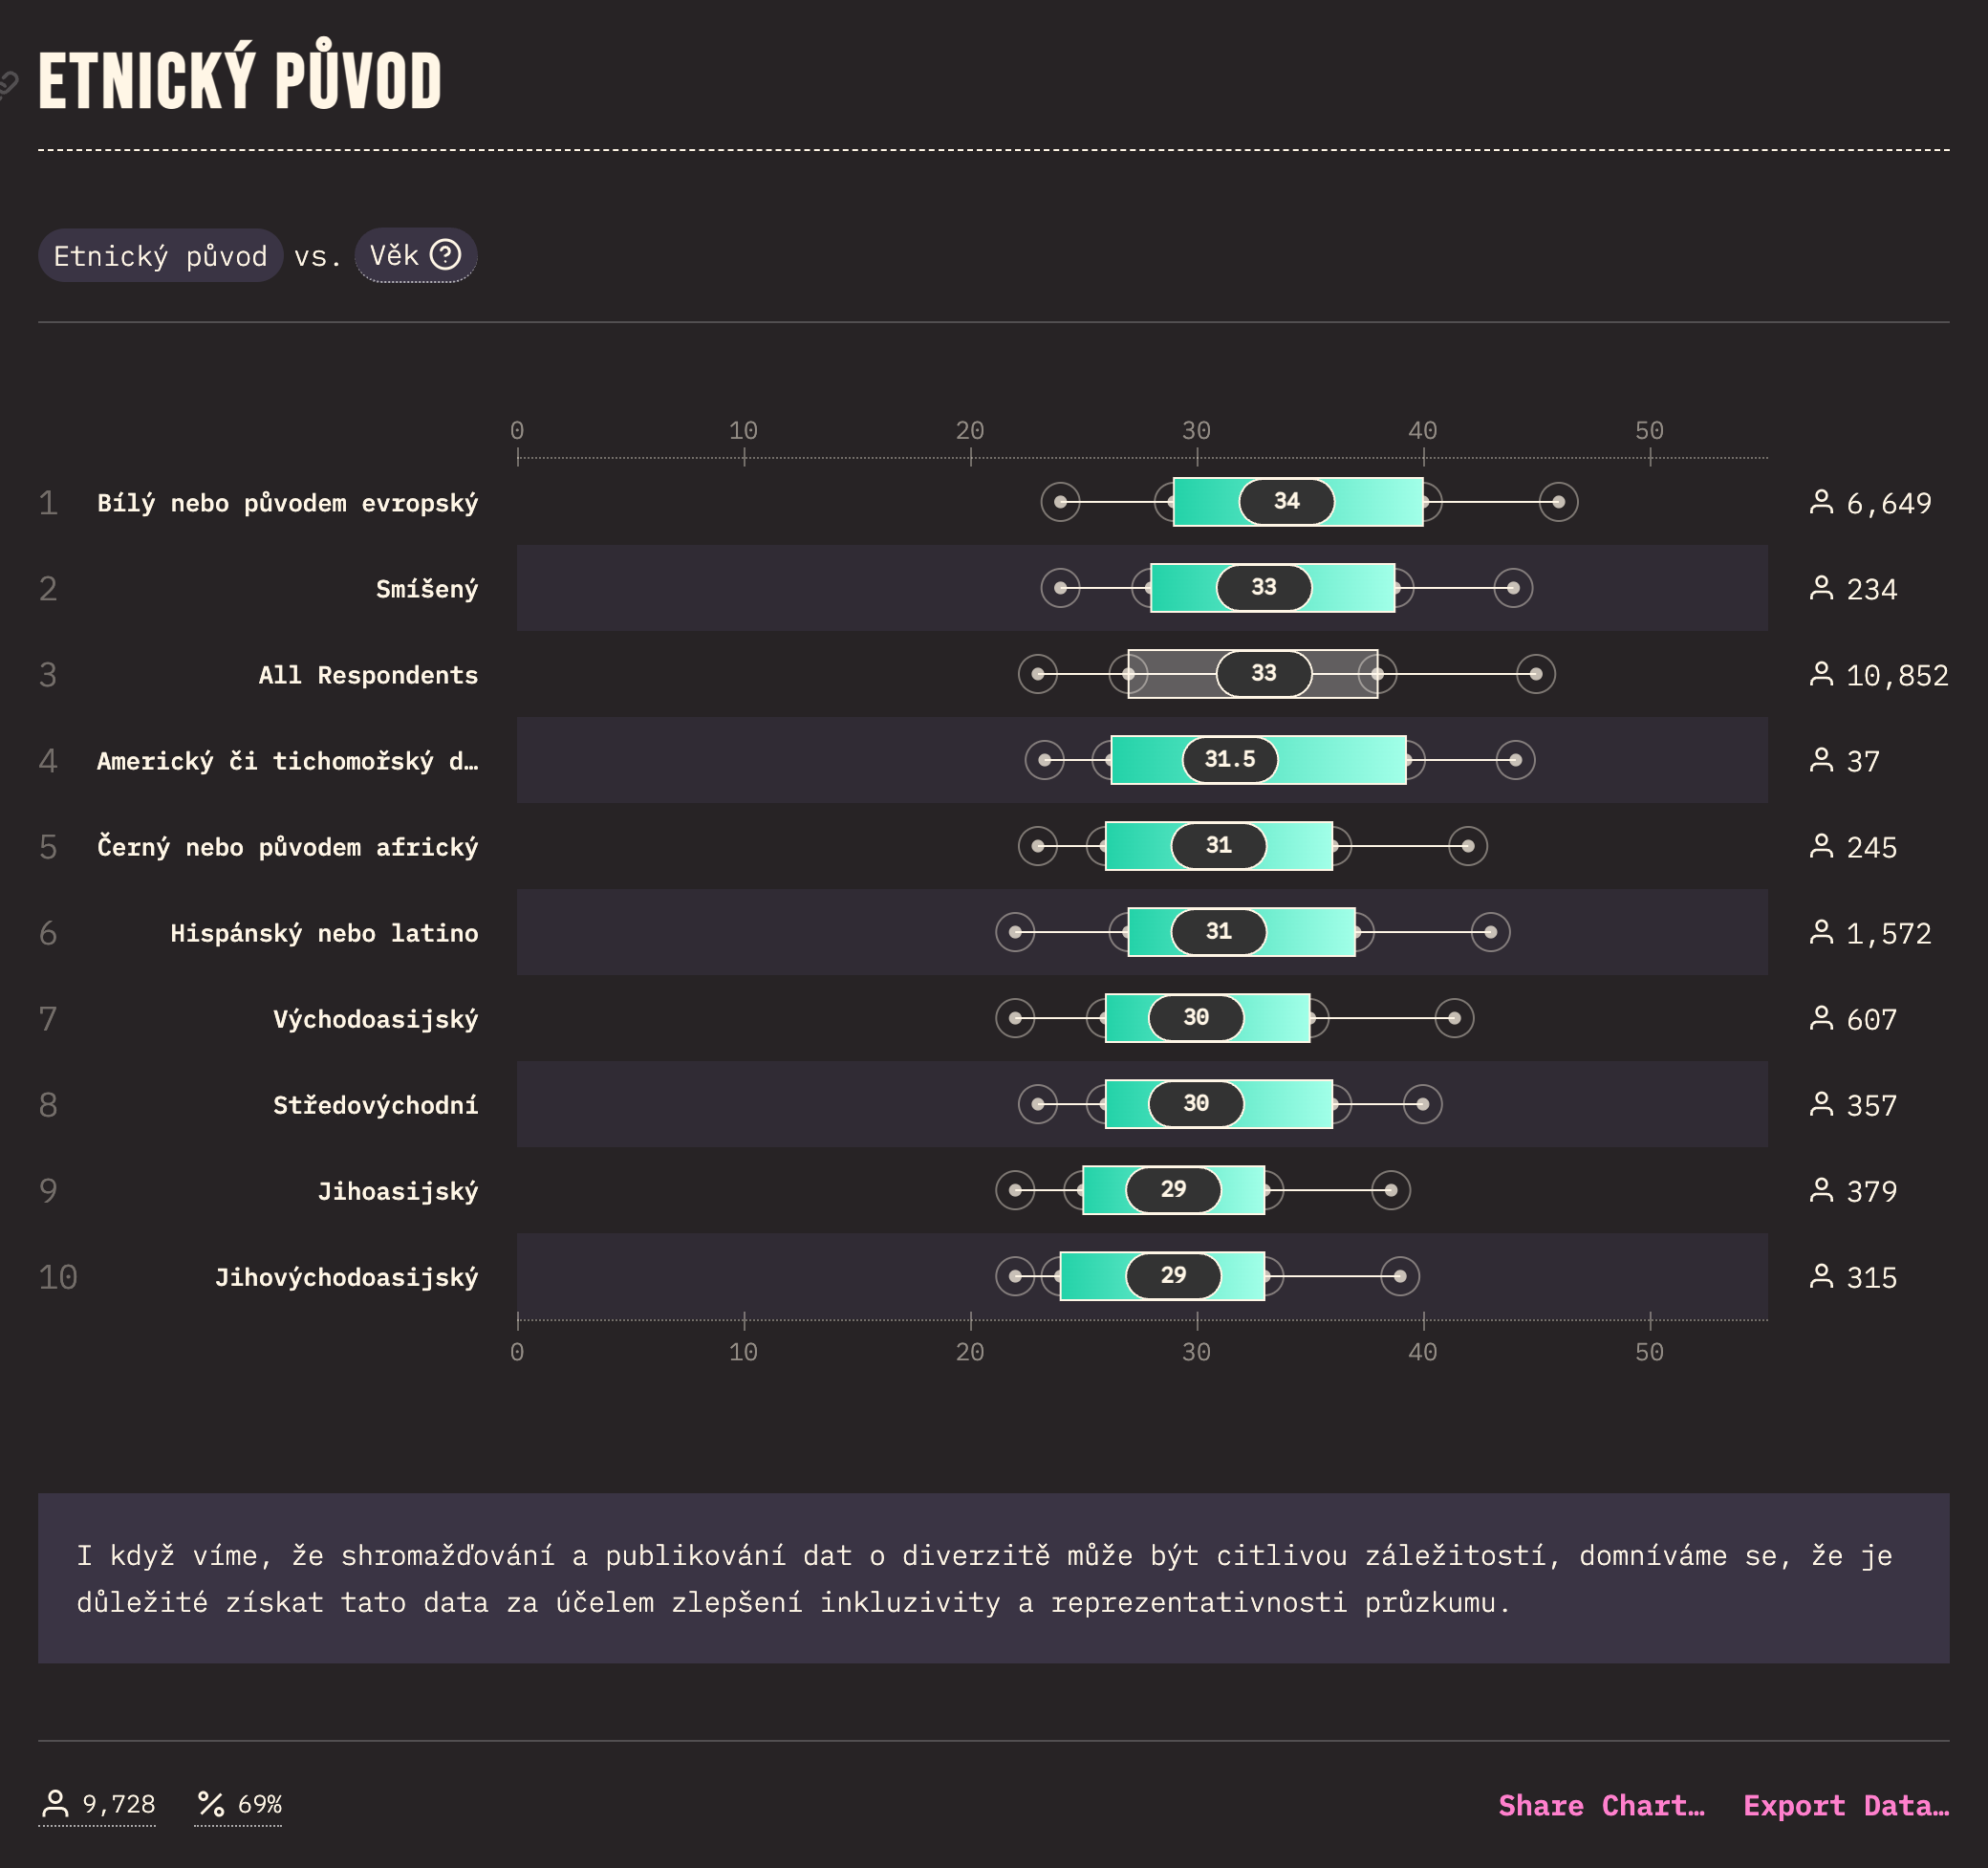 ETNICKÝ PŮVOD
Etnický původ vs. Věk ?
0 10 20 30 40 50
1 Bílý nebo původem evropský 34 6,649
2 Smíšený 33 234
3 All Respondents 33 10,852
4 Americký či tichomořský d… 31.5 37
5 Černý nebo původem africký 31 245
6 Hispánský nebo latino 31 1,572
7 Východoasijský 30 607
8 Středovýchodní 30 357
9 Jihoasijský 29 379
10 Jihovýchodoasijský 29 315
0 10 20 30 40 50
I když víme, že shromažďování a publikování dat o diverzitě může být citlivou záležitostí, domníváme se, že je
důležité získat tato data za účelem zlepšení inkluzivity a reprezentativnosti průzkumu.
9,728 % 69% Share Chart… Export Data…